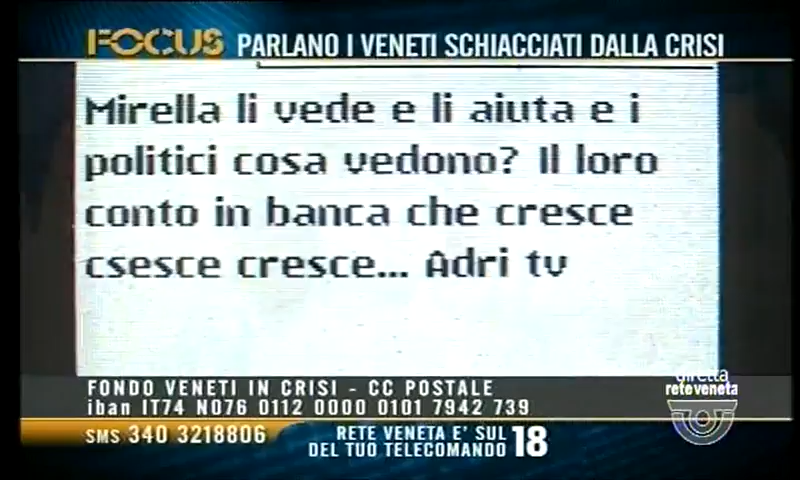 FOCUS PARLANO I VENETI SCHIACCIATI DALLA CRISI
Mirella li vede e li aiuta e i
politici cosa vedono? Il loro
conto in banca che cresce
csesce cresce... Adri tv
FONDO VENETI IN CRISI - CC POSTALE
iban IT74 N076 0112 0000 0101 7942 739
diretta
reteveneta
SMS 340 3218806
RETE VENETA E' SUL 18
DEL TUO TELECOMANDO